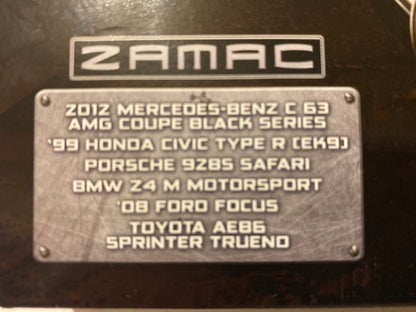 ZAMAC
2012 MERCEDES-BENZ C 63
AMG COUPE BLACK SERIES
'99 HONDA CIVIC TYPE R (EK9)
PORSCHE 928S SAFARI
BMW Z4 M MOTORSPORT
'08 FORD FOCUS
TOYOTA AE86
SPRINTER TRUENO